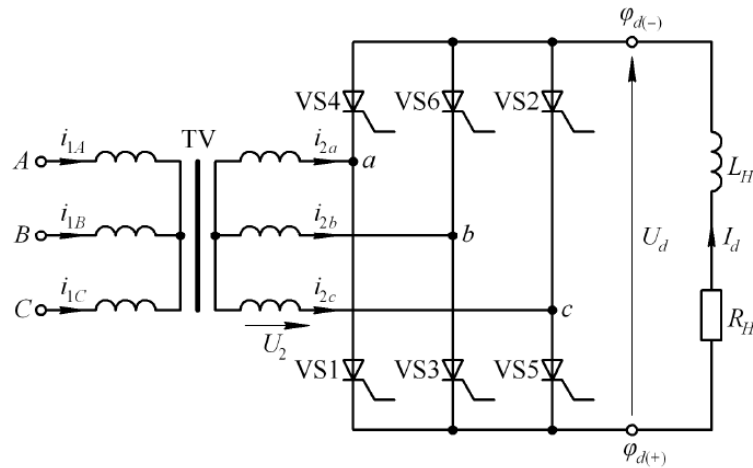 φd(−)
VS4 VS6 VS2
TV
A i1A i2a a
LH
B i1B i2b b
Ud Id
C i1C i2c c
U2
RH
VS1 VS3 VS5
φd(+)